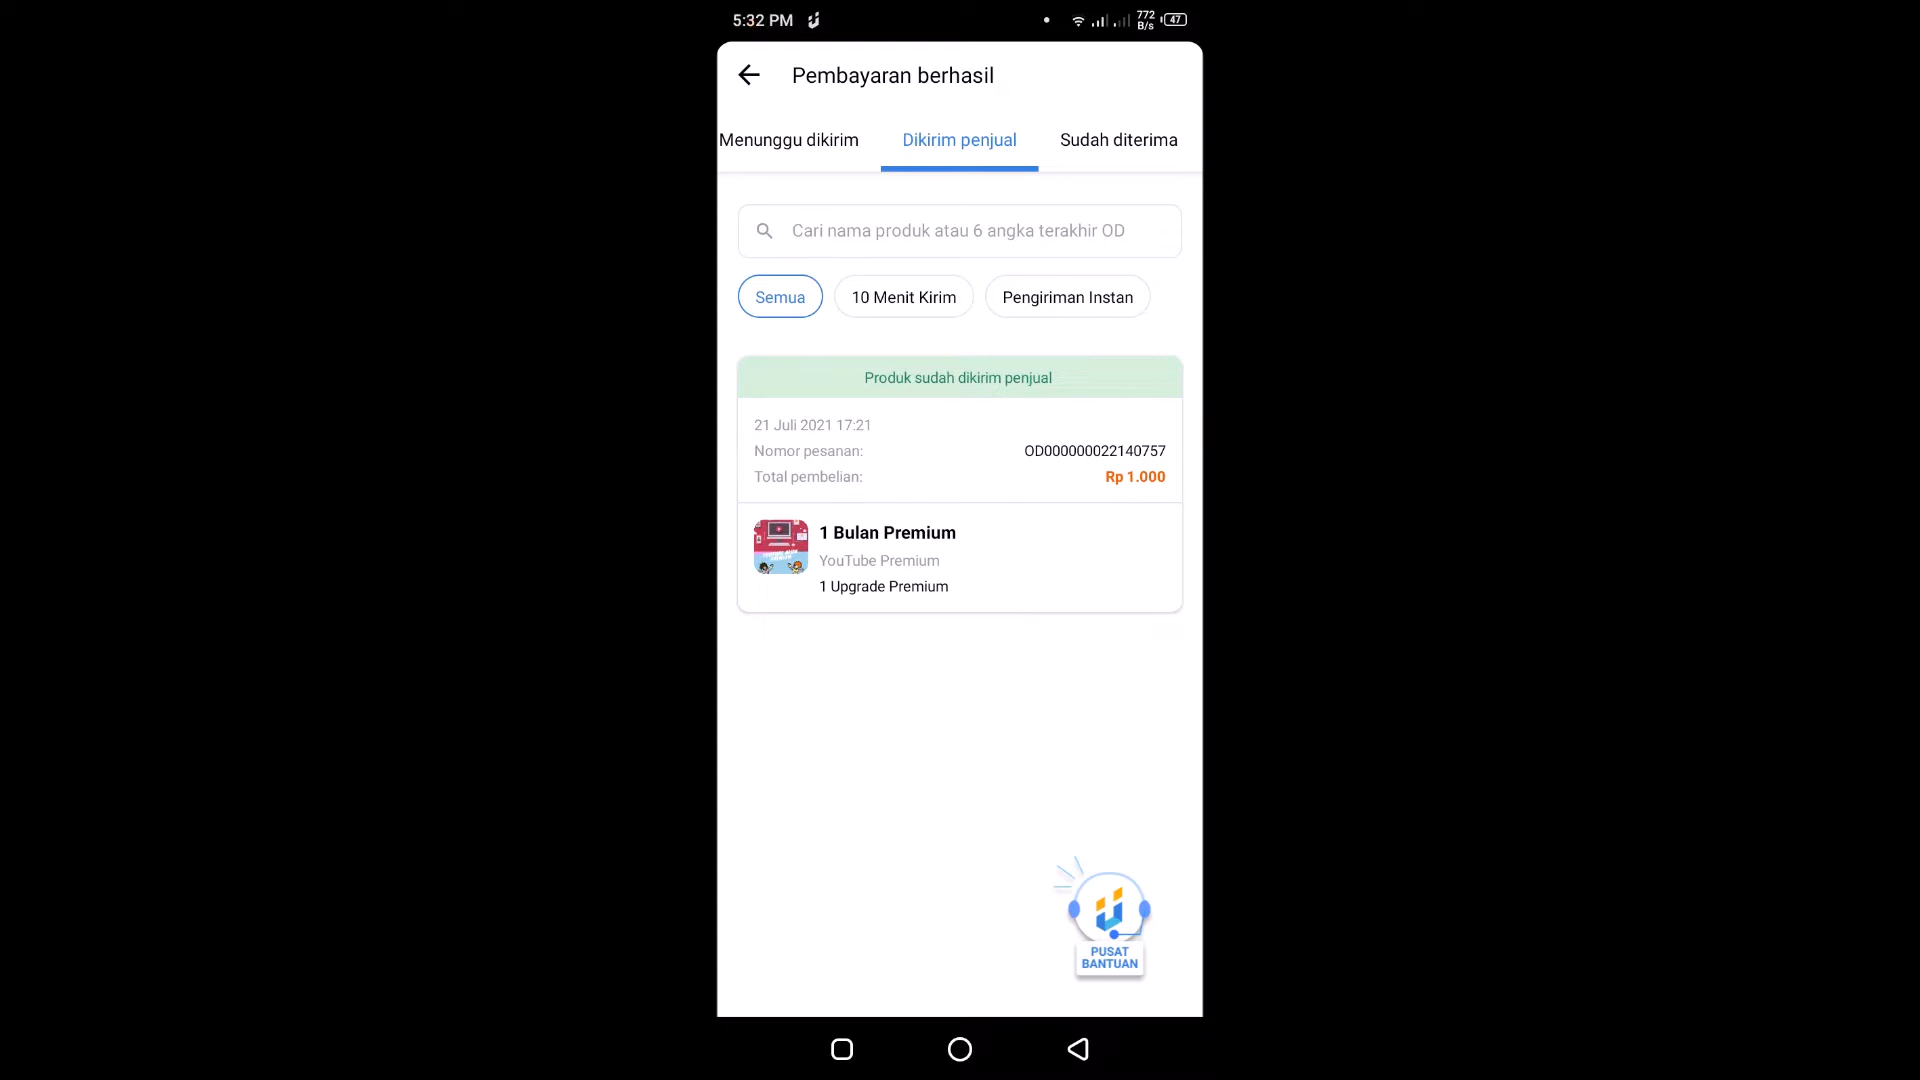 5:32 PM
772
B/s
47
Pembayaran berhasil
Menunggu dikirim
Dikirim penjual
Sudah diterima
Cari nama produk atau 6 angka terakhir OD
Semua
10 Menit Kirim
Pengiriman Instan
Produk sudah dikirim penjual
21 Juli 2021 17:21
Nomor pesanan: OD000000022140757
Total pembelian: Rp 1.000
1 Bulan Premium
YouTube Premium
1 Upgrade Premium
PUSAT
BANTUAN